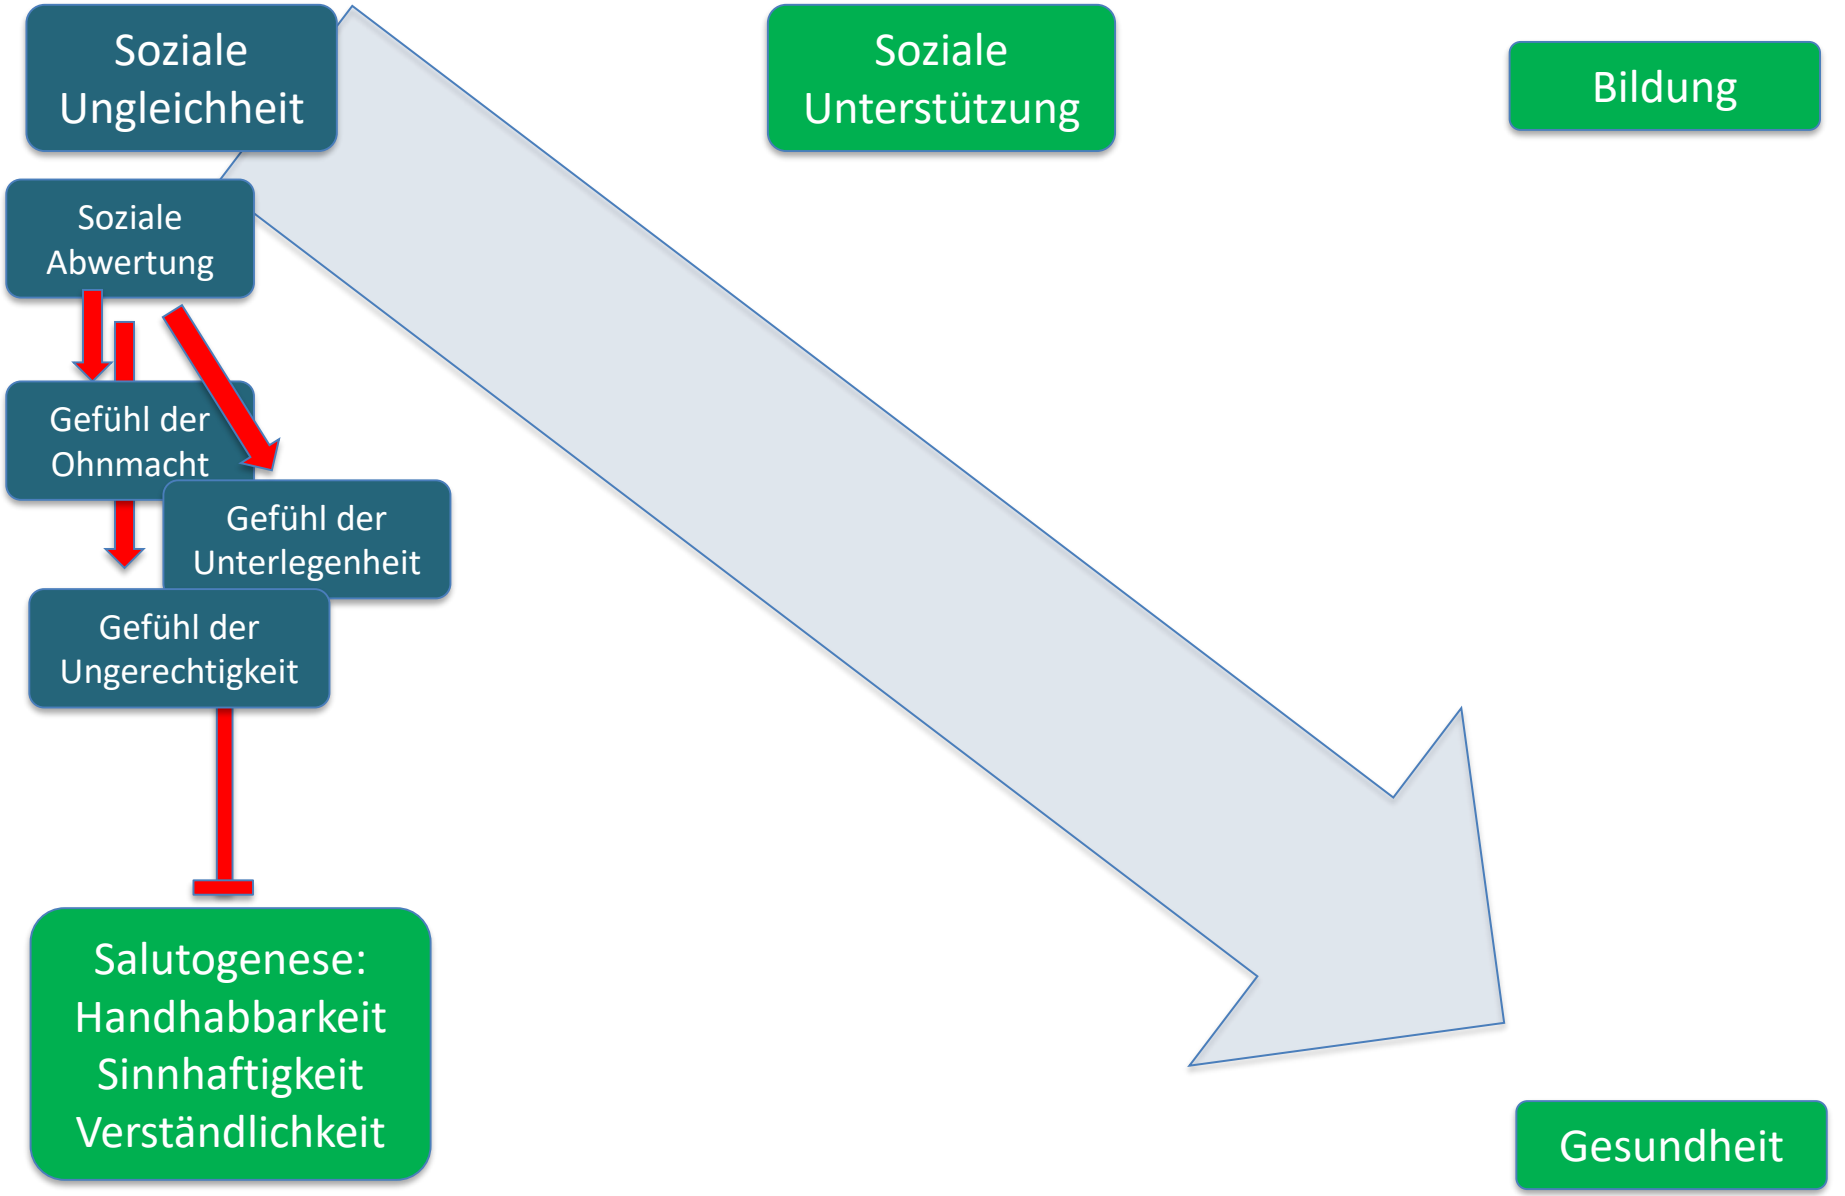 Soziale
Ungleichheit
Soziale
Unterstützung
Bildung
Soziale
Abwertung
Gefühl der
Ohnmacht
Gefühl der
Unterlegenheit
Gefühl der
Ungerechtigkeit
Salutogenese:
Handhabbarkeit
Sinnhaftigkeit
Verständlichkeit
Gesundheit